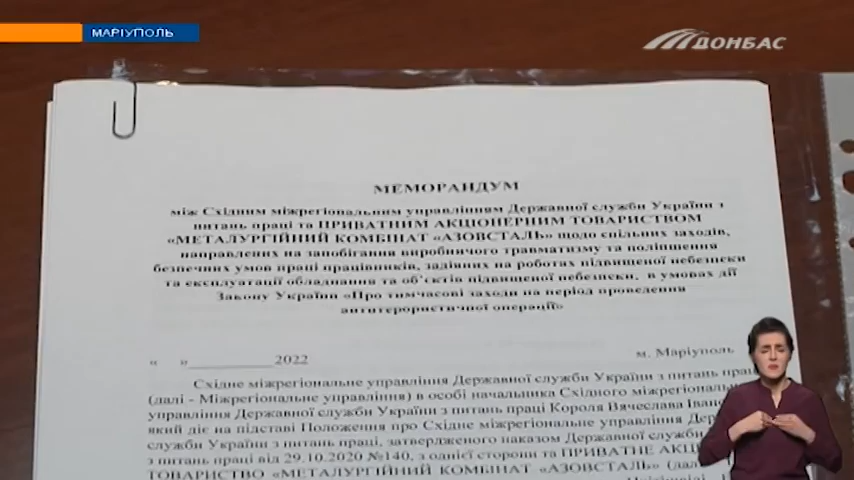 МАРІУПОЛЬ
ДОНБАС
МЕМОРАНДУМ
між Східним міжрегіональним управлінням Державної служби України з
питань праці та ПРИВАТНИМ АКЦІОНЕРНИМ ТОВАРИСТВОМ
«МЕТАЛУРГІЙНИЙ КОМБІНАТ «АЗОВСТАЛЬ» щодо спільних заходів,
направлених на запобігання виробничого травматизму та поліпшення
безпечних умов праці працівників, задіяних на роботах підвищеної небезпеки
та експлуатації обладнання та об'єктів підвищеної небезпеки, в умовах дії
Закону України «Про тимчасові заходи на період проведення
антитерористичної операції»
« »____________ 2022
м. Маріуполь
Східне міжрегіональне управління Державної служби України з питань
(далі - Міжрегіональне управління) в особі начальника Східного
управління Державної служби України з питань праці Короля Вячеслава
який діє на підставі Положення про Східне міжрегіональне управління
служби України з питань праці, затвердженого наказом Державної служби
з питань праці від 29.10.2020 №140, з однієї сторони та ПРИВАТНЕ
ТОВАРИСТВО «МЕТАЛУРГІЙНИЙ КОМБІНАТ «АЗОВСТАЛЬ»